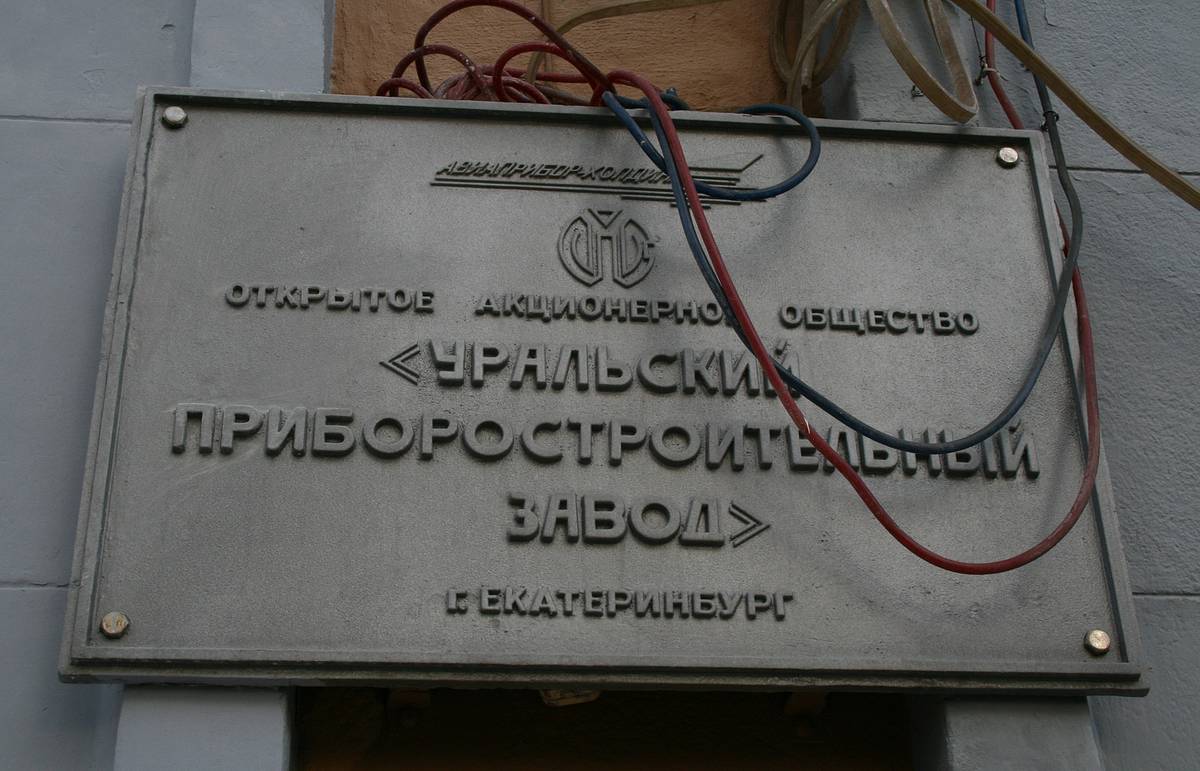 АВИАПРИБОР-ХОЛДИНГ
ОТКРЫТОЕ АКЦИОНЕРНОЕ ОБЩЕСТВО
«УРАЛЬСКИЙ
ПРИБОРОСТРОИТЕЛЬНЫЙ
ЗАВОД»
г. ЕКАТЕРИНБУРГ